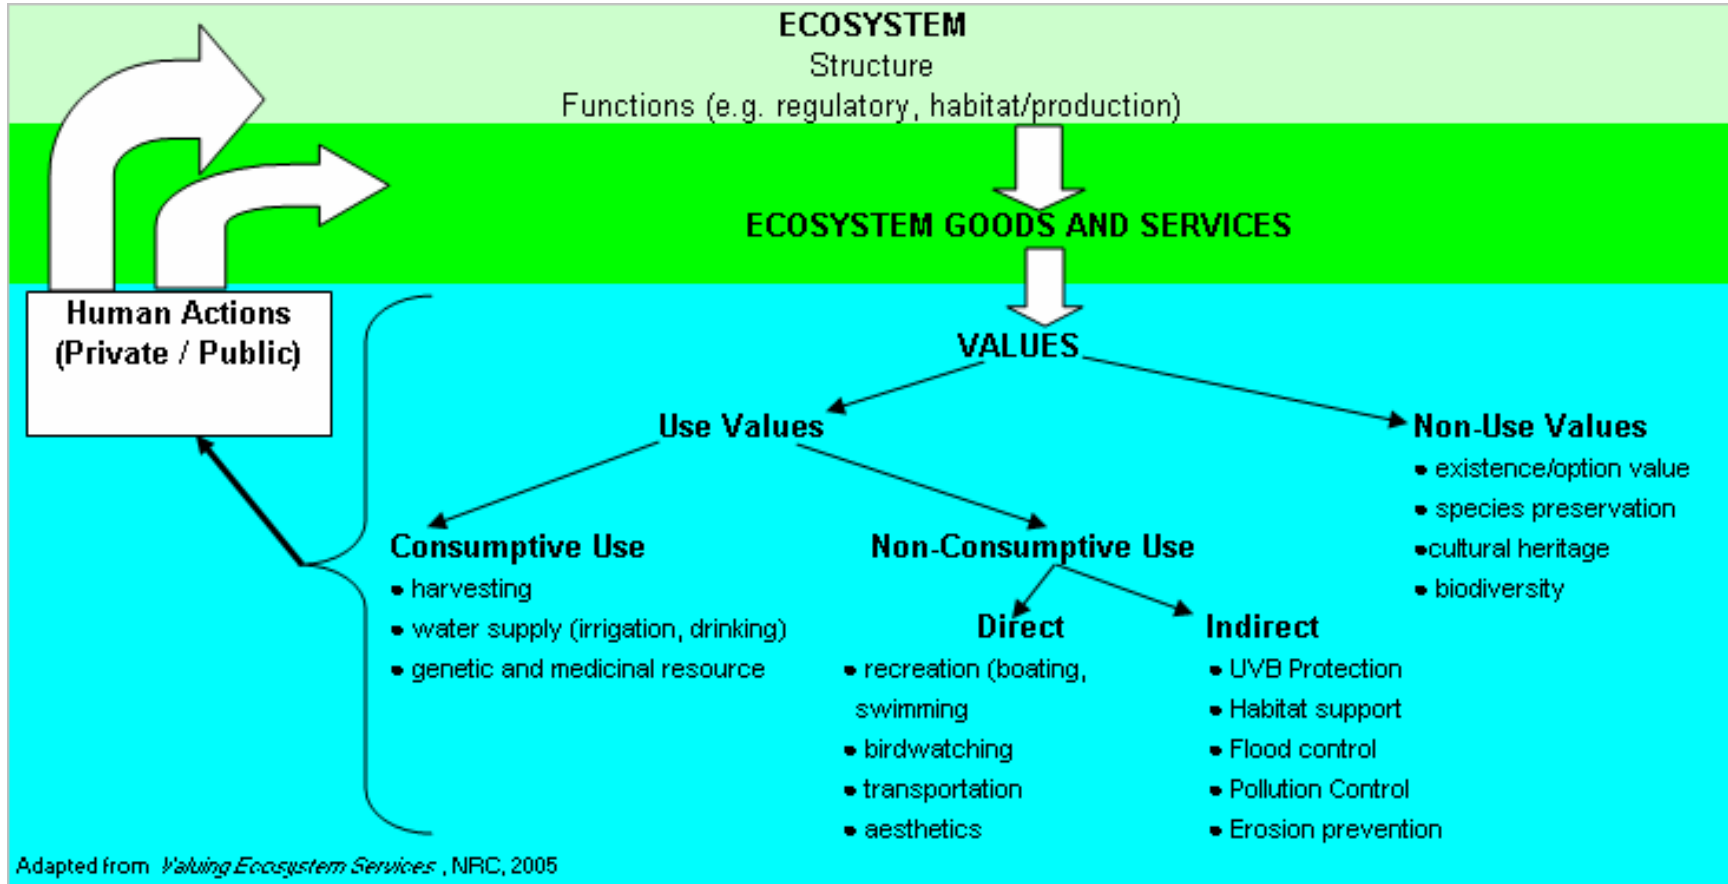 ECOSYSTEM
Structure
Functions (e.g. regulatory, habitat/production)
ECOSYSTEM GOODS AND SERVICES
Human Actions
(Private / Public)
VALUES
Use Values
Non-Use Values
• existence/option value
• species preservation
•cultural heritage
• biodiversity
Consumptive Use
• harvesting
• water supply (irrigation, drinking)
• genetic and medicinal resource
Non-Consumptive Use
Direct
• recreation (boating,
swimming
• birdwatching
• transportation
• aesthetics
Indirect
• UVB Protection
• Habitat support
• Flood control
• Pollution Control
• Erosion prevention
Adapted from Valuing Ecosystem Services , NRC, 2005